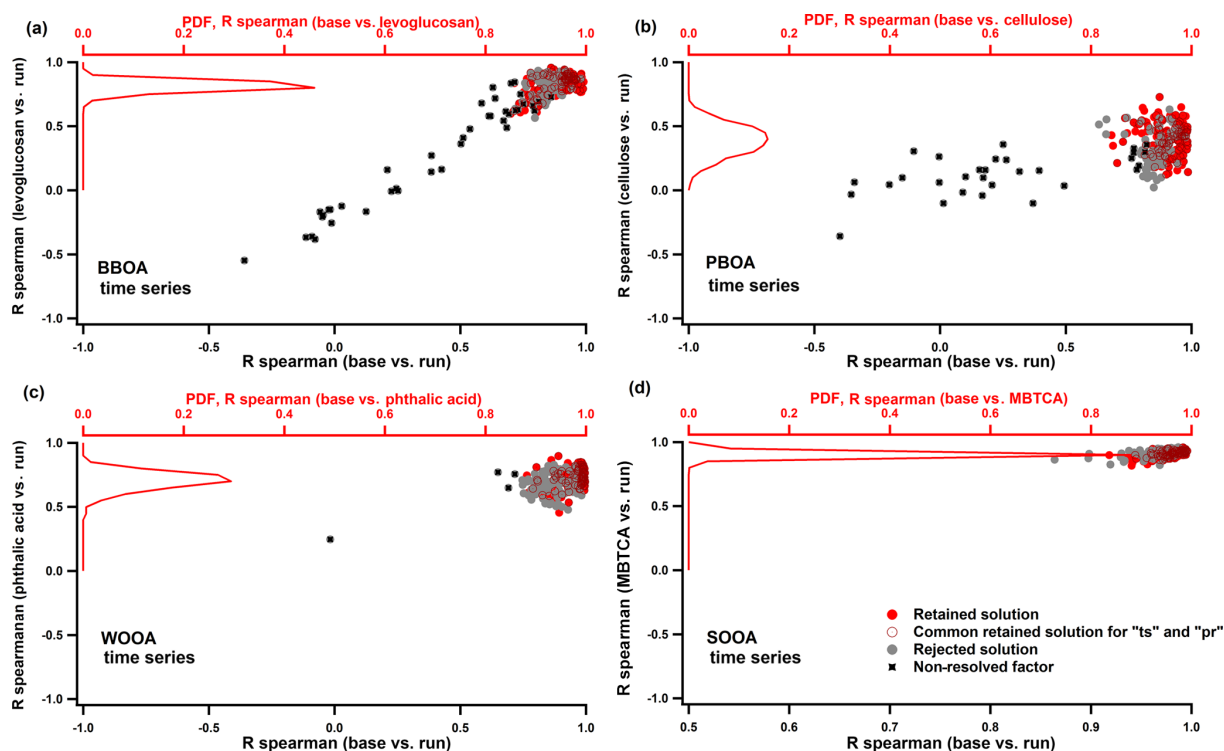 (a)
PDF, R spearman (base vs. levoglucosan)
0.0 0.2 0.4 0.6 0.8 1.0
R spearman (levoglucosan vs. run)
1.0
0.5
0.0
-0.5
-1.0
BBOA
time series
-1.0 -0.5 0.0 0.5 1.0
R spearman (base vs. run)
(b)
PDF, R spearman (base vs. cellulose)
0.0 0.2 0.4 0.6 0.8 1.0
R spearman (cellulose vs. run)
1.0
0.5
0.0
-0.5
-1.0
PBOA
time series
-1.0 -0.5 0.0 0.5 1.0
R spearman (base vs. run)
(c)
PDF, R spearman (base vs. phthalic acid)
0.0 0.2 0.4 0.6 0.8 1.0
R spearmanan (phthalic acid vs. run)
1.0
0.5
0.0
-0.5
-1.0
WOOA
time series
-1.0 -0.5 0.0 0.5 1.0
R spearman (base vs. run)
(d)
PDF, R spearman (base vs. MBTCA)
0.0 0.2 0.4 0.6 0.8 1.0
R spearman (MBTCA vs. run)
1.0
0.5
0.0
-0.5
-1.0
SOOA
time series
Retained solution
Common retained solution for "ts" and "pr"
Rejected solution
Non-resolved factor
0.5 0.6 0.7 0.8 0.9 1.0
R spearman (base vs. run)